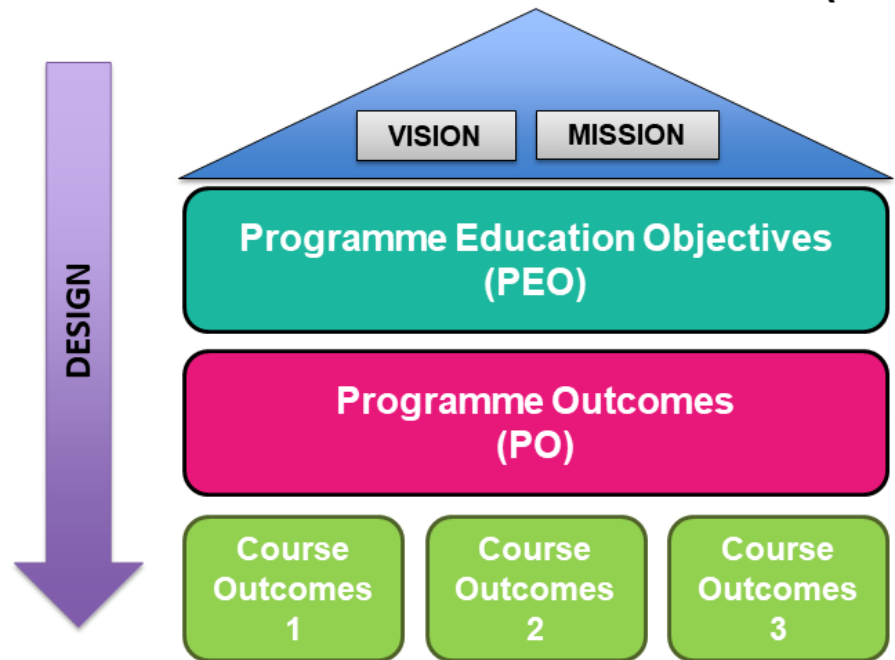 VISION
MISSION
Programme Education Objectives
(PEO)
DESIGN
Programme Outcomes
(PO)
Course
Outcomes
1
Course
Outcomes
2
Course
Outcomes
3